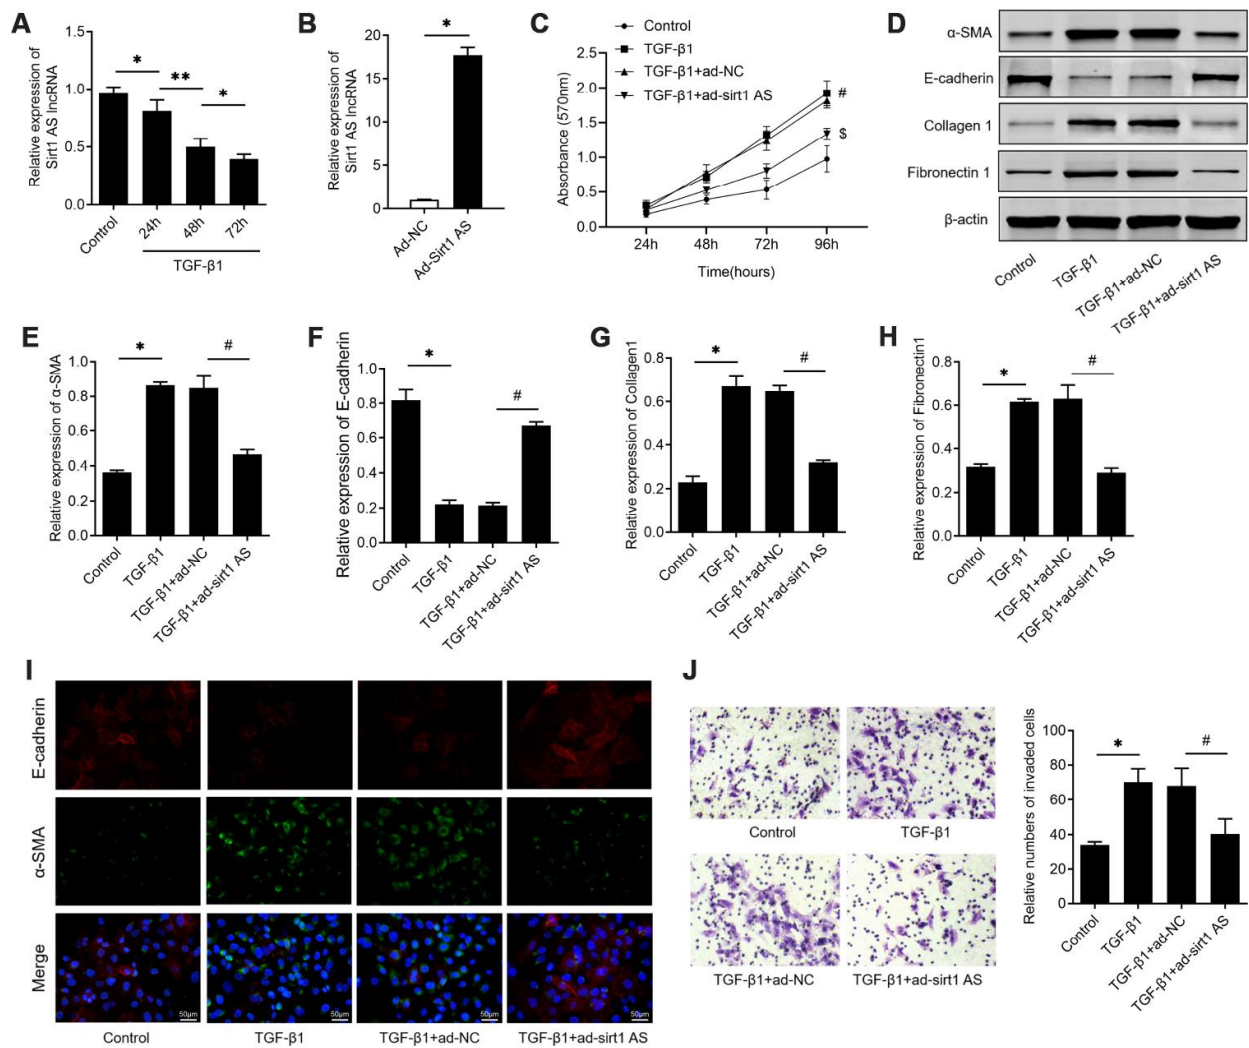 A
Relative expression of
Sirt1 AS lncRNA
1.5
1.0
0.5
0.0
*
**
*
Control
24h
48h
72h
TGF-β1
B
Relative expression of
Sirt1 AS lncRNA
20
15
10
5
0
*
Ad-NC
Ad-Sirt1 AS
C
Control
TGF-β1
TGF-β1+ad-NC
TGF-β1+ad-sirt1 AS
Absorbance (570nm)
2.5
2.0
1.5
1.0
0.5
0.0
#
$
24h
48h
72h
96h
Time(hours)
D
α-SMA
E-cadherin
Collagen 1
Fibronectin 1
β-actin
Control
TGF-β1
TGF-β1+ad-NC
TGF-β1+ad-sirt1 AS
E
Relative expression of α-SMA
1.0
0.8
0.6
0.4
0.2
0.0
*
#
Control
TGF-β1
TGF-β1+ad-NC
TGF-β1+ad-sirt1 AS
F
Relative expression of E-cadherin
1.0
0.8
0.6
0.4
0.2
0.0
*
#
Control
TGF-β1
TGF-β1+ad-NC
TGF-β1+ad-sirt1 AS
G
Relative expression of Collagen1
0.8
0.6
0.4
0.2
0.0
*
#
Control
TGF-β1
TGF-β1+ad-NC
TGF-β1+ad-sirt1 AS
H
Relative expression of Fibronectin1
0.8
0.6
0.4
0.2
0.0
*
#
Control
TGF-β1
TGF-β1+ad-NC
TGF-β1+ad-sirt1 AS
I
E-cadherin
α-SMA
Merge
50μm
50μm
50μm
50μm
Control
TGF-β1
TGF-β1+ad-NC
TGF-β1+ad-sirt1 AS
J
Control
TGF-β1
TGF-β1+ad-NC
TGF-β1+ad-sirt1 AS
Relative numbers of invaded cells
100
80
60
40
20
0
*
#
Control
TGF-β1
TGF-β1+ad-NC
TGF-β1+ad-sirt1 AS